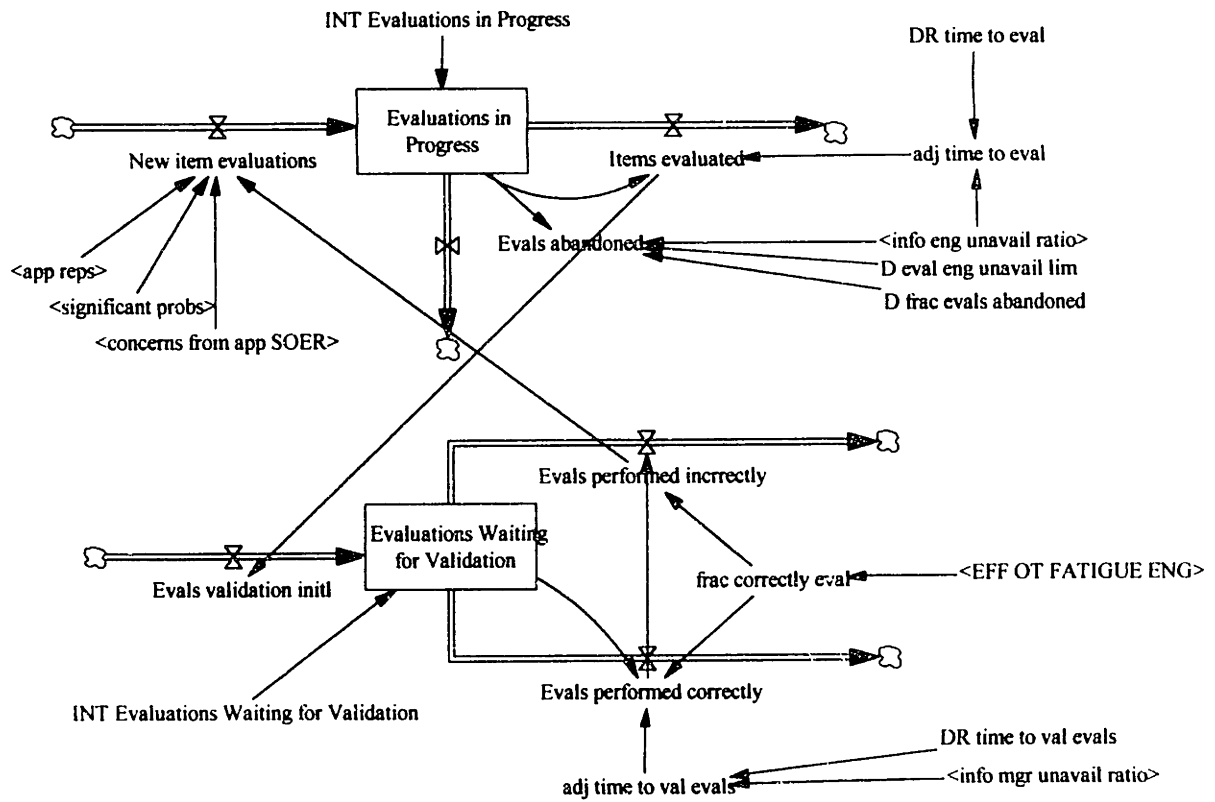 INT Evaluations in Progress
DR time to eval
Evaluations in
Progress
New item evaluations
Items evaluated
adj time to eval
Evals abandoned
<info eng unavail ratio>
D eval eng unavail lim
D frac evals abandoned
<app reps>
<significant probs>
<concerns from app SOER>
Evals performed incrrectly
Evaluations Waiting
for Validation
Evals validation initl
frac correctly eval
<EFF OT FATIGUE ENG>
Evals performed correctly
INT Evaluations Waiting for Validation
DR time to val evals
<info mgr unavail ratio>
adj time to val evals